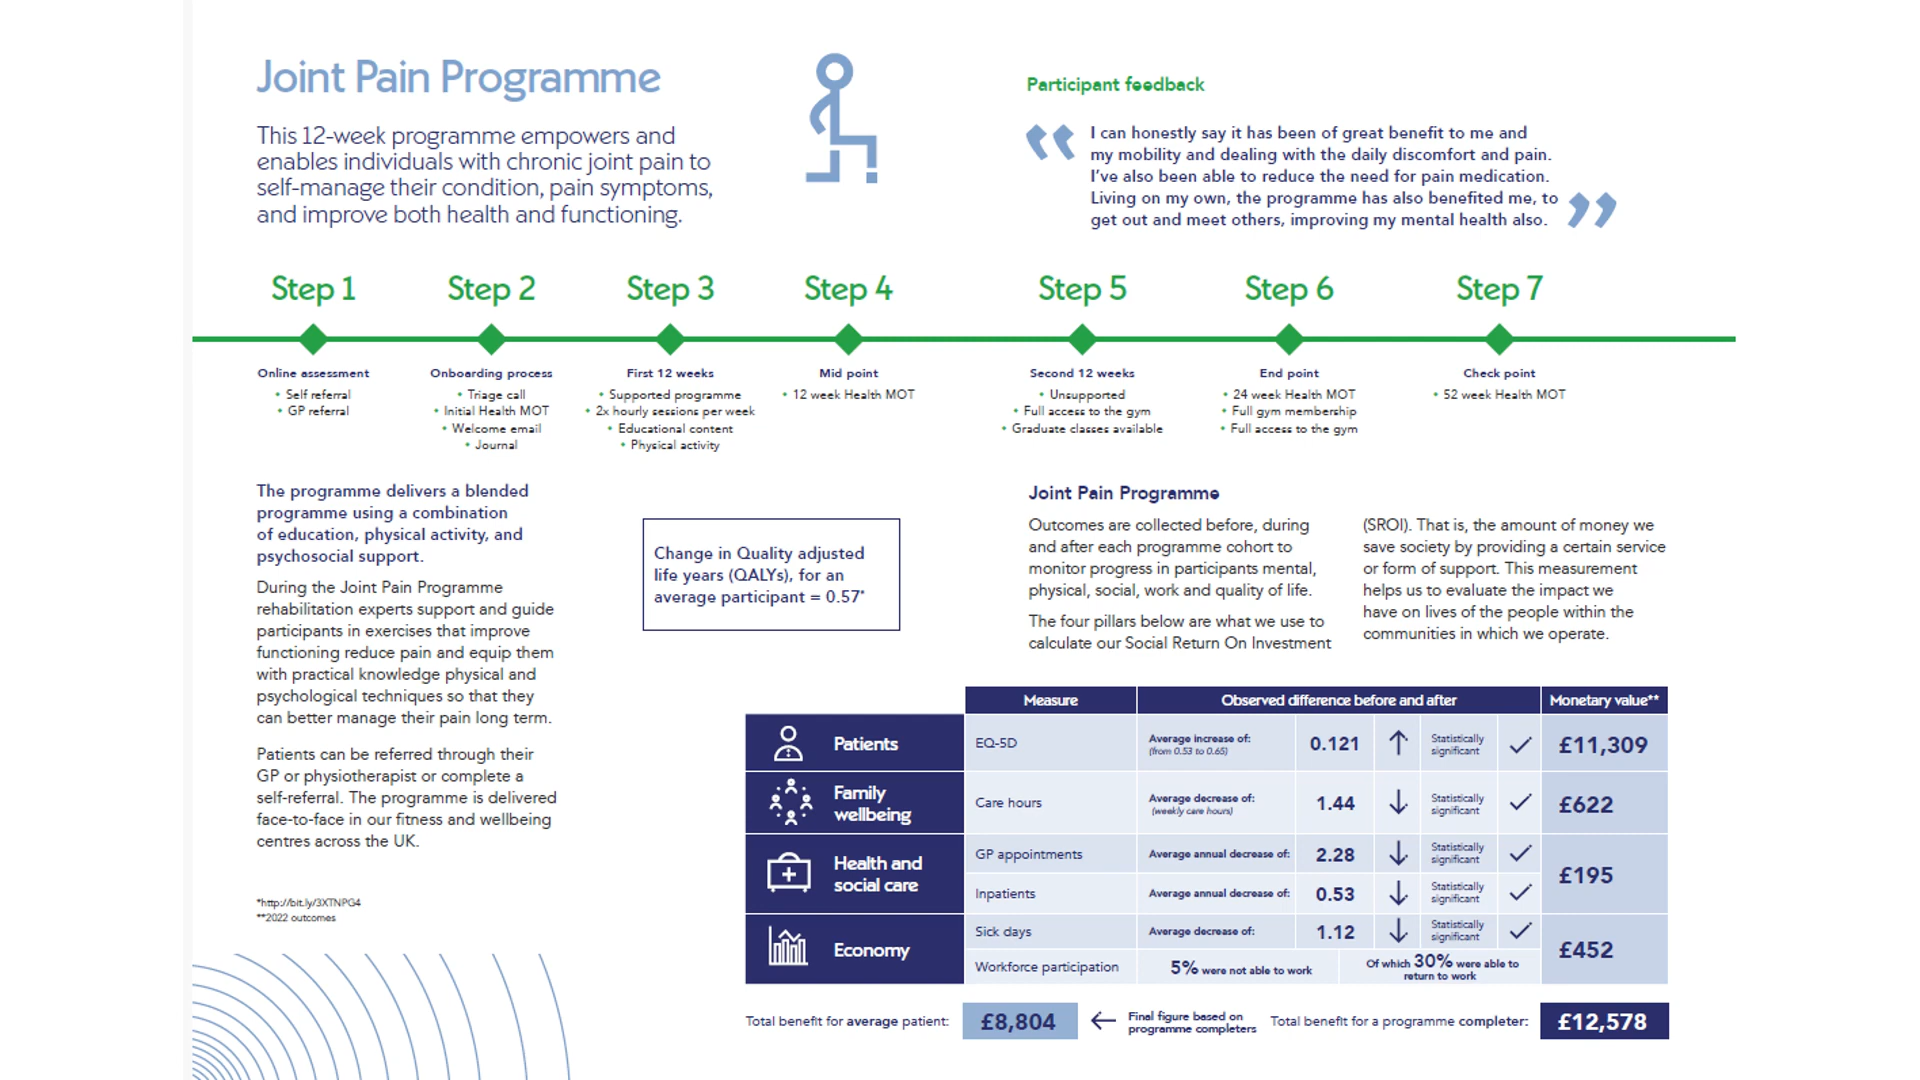 Joint Pain Programme
This 12-week programme empowers and
enables individuals with chronic joint pain to
self-manage their condition, pain symptoms,
and improve both health and functioning.
Participant feedback
“ I can honestly say it has been of great benefit to me and
my mobility and dealing with the daily discomfort and pain.
I’ve also been able to reduce the need for pain medication.
Living on my own, the programme has also benefited me, to
get out and meet others, improving my mental health also. ”
Step 1
Online assessment
• Self referral
• GP referral
Step 2
Onboarding process
• Triage call
• Initial Health MOT
• Welcome email
• Journal
Step 3
First 12 weeks
• Supported programme
• 2x hourly sessions per week
• Educational content
• Physical activity
Step 4
Mid point
• 12 week Health MOT
Step 5
Second 12 weeks
• Unsupported
• Full access to the gym
• Graduate classes available
Step 6
End point
• 24 week Health MOT
• Full gym membership
• Full access to the gym
Step 7
Check point
• 52 week Health MOT
The programme delivers a blended
programme using a combination
of education, physical activity, and
psychosocial support.
During the Joint Pain Programme
rehabilitation experts support and guide
participants in exercises that improve
functioning reduce pain and equip them
with practical knowledge physical and
psychological techniques so that they
can better manage their pain long term.
Patients can be referred through their
GP or physiotherapist or complete a
self-referral. The programme is delivered
face-to-face in our fitness and wellbeing
centres across the UK.
*http://bit.ly/3XTNPG4
**2022 outcomes
Change in Quality adjusted
life years (QALYs), for an
average participant = 0.57*
Joint Pain Programme
Outcomes are collected before, during
and after each programme cohort to
monitor progress in participants mental,
physical, social, work and quality of life.
The four pillars below are what we use to
calculate our Social Return On Investment
(SROI). That is, the amount of money we
save society by providing a certain service
or form of support. This measurement
helps us to evaluate the impact we
have on lives of the people within the
communities in which we operate.
Measure Observed difference before and after Monetary value**
Patients
EQ-5D
Average increase of:
(from 0.53 to 0.65)
0.121
Statistically
significant
£11,309
Family
wellbeing
Care hours
Average decrease of:
(weekly care hours)
1.44
Statistically
significant
£622
Health and
social care
GP appointments
Average annual decrease of:
2.28
Statistically
significant
Inpatients
Average annual decrease of:
0.53
Statistically
significant
£195
Economy
Sick days
Average decrease of:
1.12
Statistically
significant
Workforce participation
5% were not able to work
Of which 30% were able to
return to work
£452
Total benefit for average patient:
£8,804
Final figure based on
programme completers
Total benefit for a programme completer:
£12,578